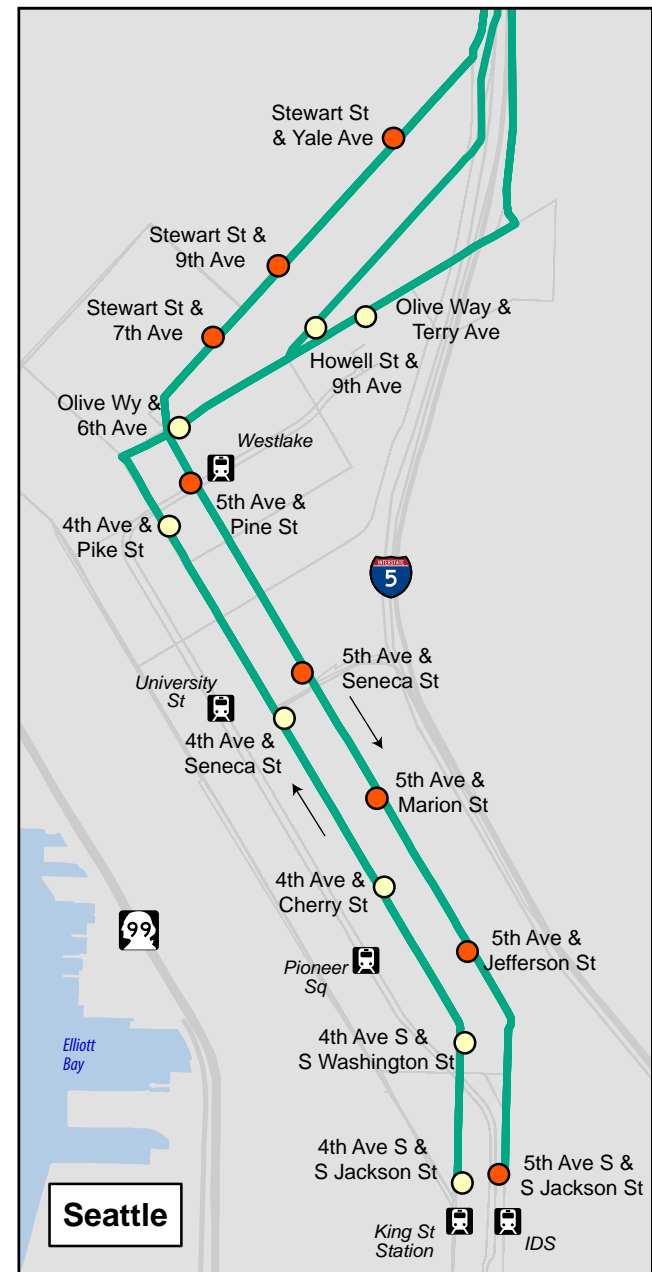 Stewart St
& Yale Ave
Stewart St &
9th Ave
Stewart St &
7th Ave
Olive Way &
Terry Ave
Howell St &
9th Ave
Olive Wy &
6th Ave
Westlake
5th Ave &
Pine St
4th Ave &
Pike St
INTERSTATE
5
5th Ave &
Seneca St
University
St
4th Ave &
Seneca St
5th Ave &
Marion St
4th Ave &
Cherry St
99
5th Ave &
Jefferson St
Pioneer
Sq
4th Ave S &
S Washington St
Elliott
Bay
4th Ave S &
S Jackson St
5th Ave S &
S Jackson St
Seattle
King St
Station
IDS